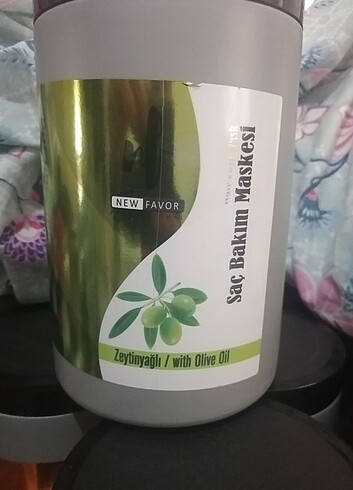 NEW FAVOR
Saç Bakım Maskesi
Zeytinyağlı / with Olive Oil